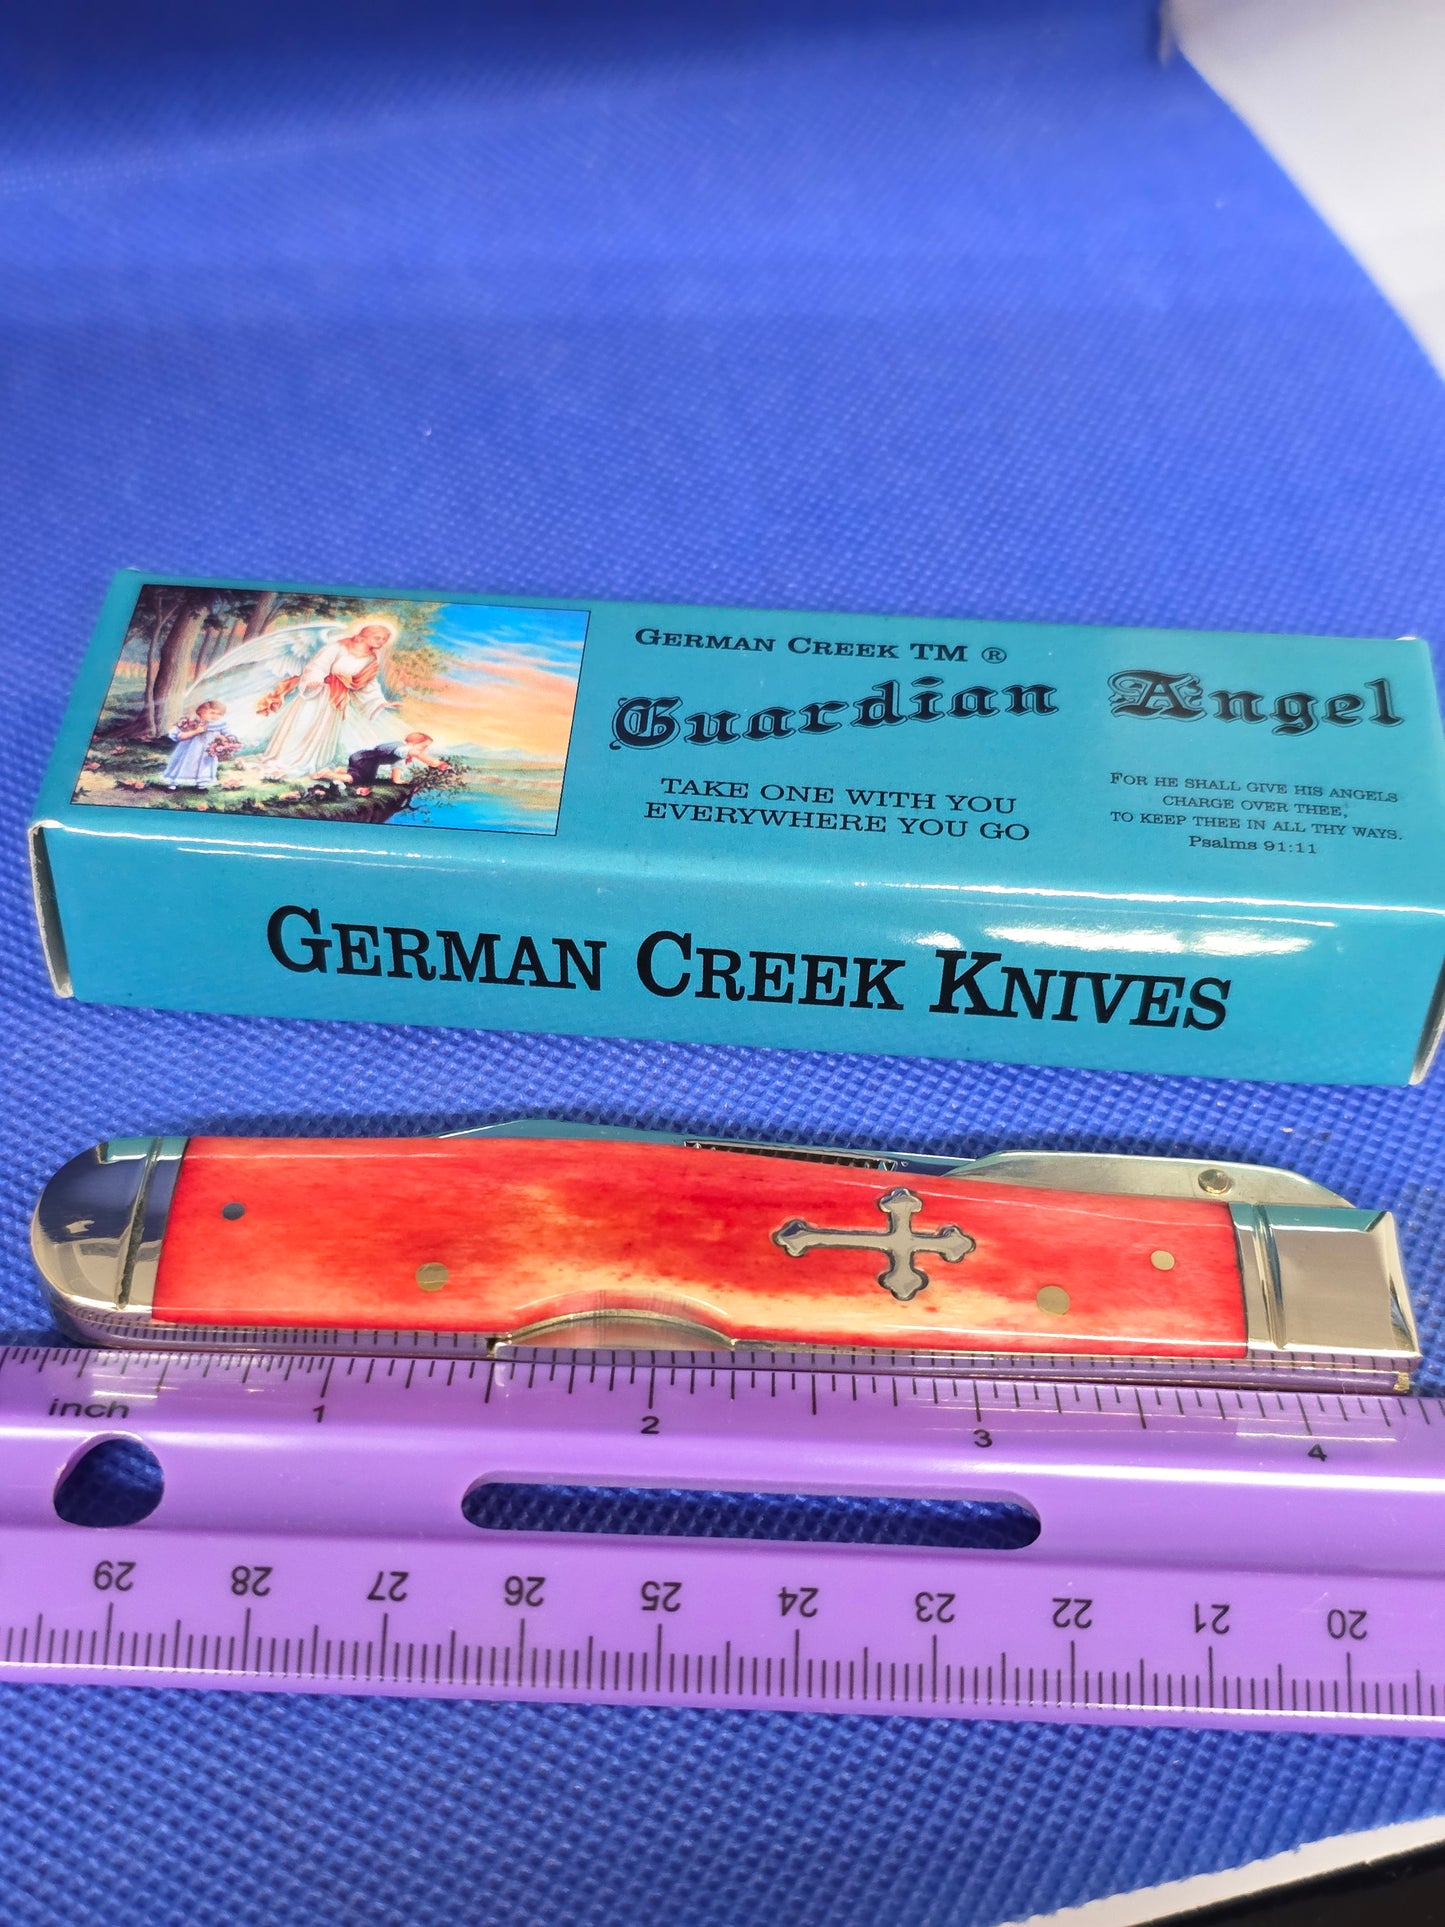 GERMAN CREEK TM ®
Guardian Angel
TAKE ONE WITH YOU
EVERYWHERE YOU GO
FOR HE SHALL GIVE HIS ANGELS
CHARGE OVER THEE,
TO KEEP THEE IN ALL THY WAYS.
Psalms 91:11
GERMAN CREEK KNIVES
inch 1 2 3 4
29 28 27 26 25 24 23 22 21 20